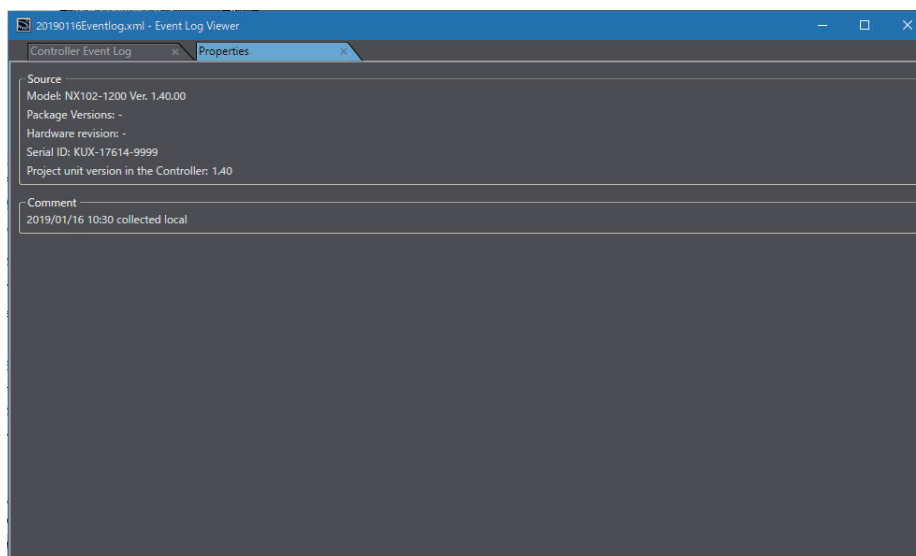 20190116Eventlog.xml - Event Log Viewer
Controller Event Log
Properties
Source
Model: NX102-1200 Ver. 1.40.00
Package Versions: -
Hardware revision: -
Serial ID: KUX-17614-9999
Project unit version in the Controller: 1.40
Comment
2019/01/16 10:30 collected local